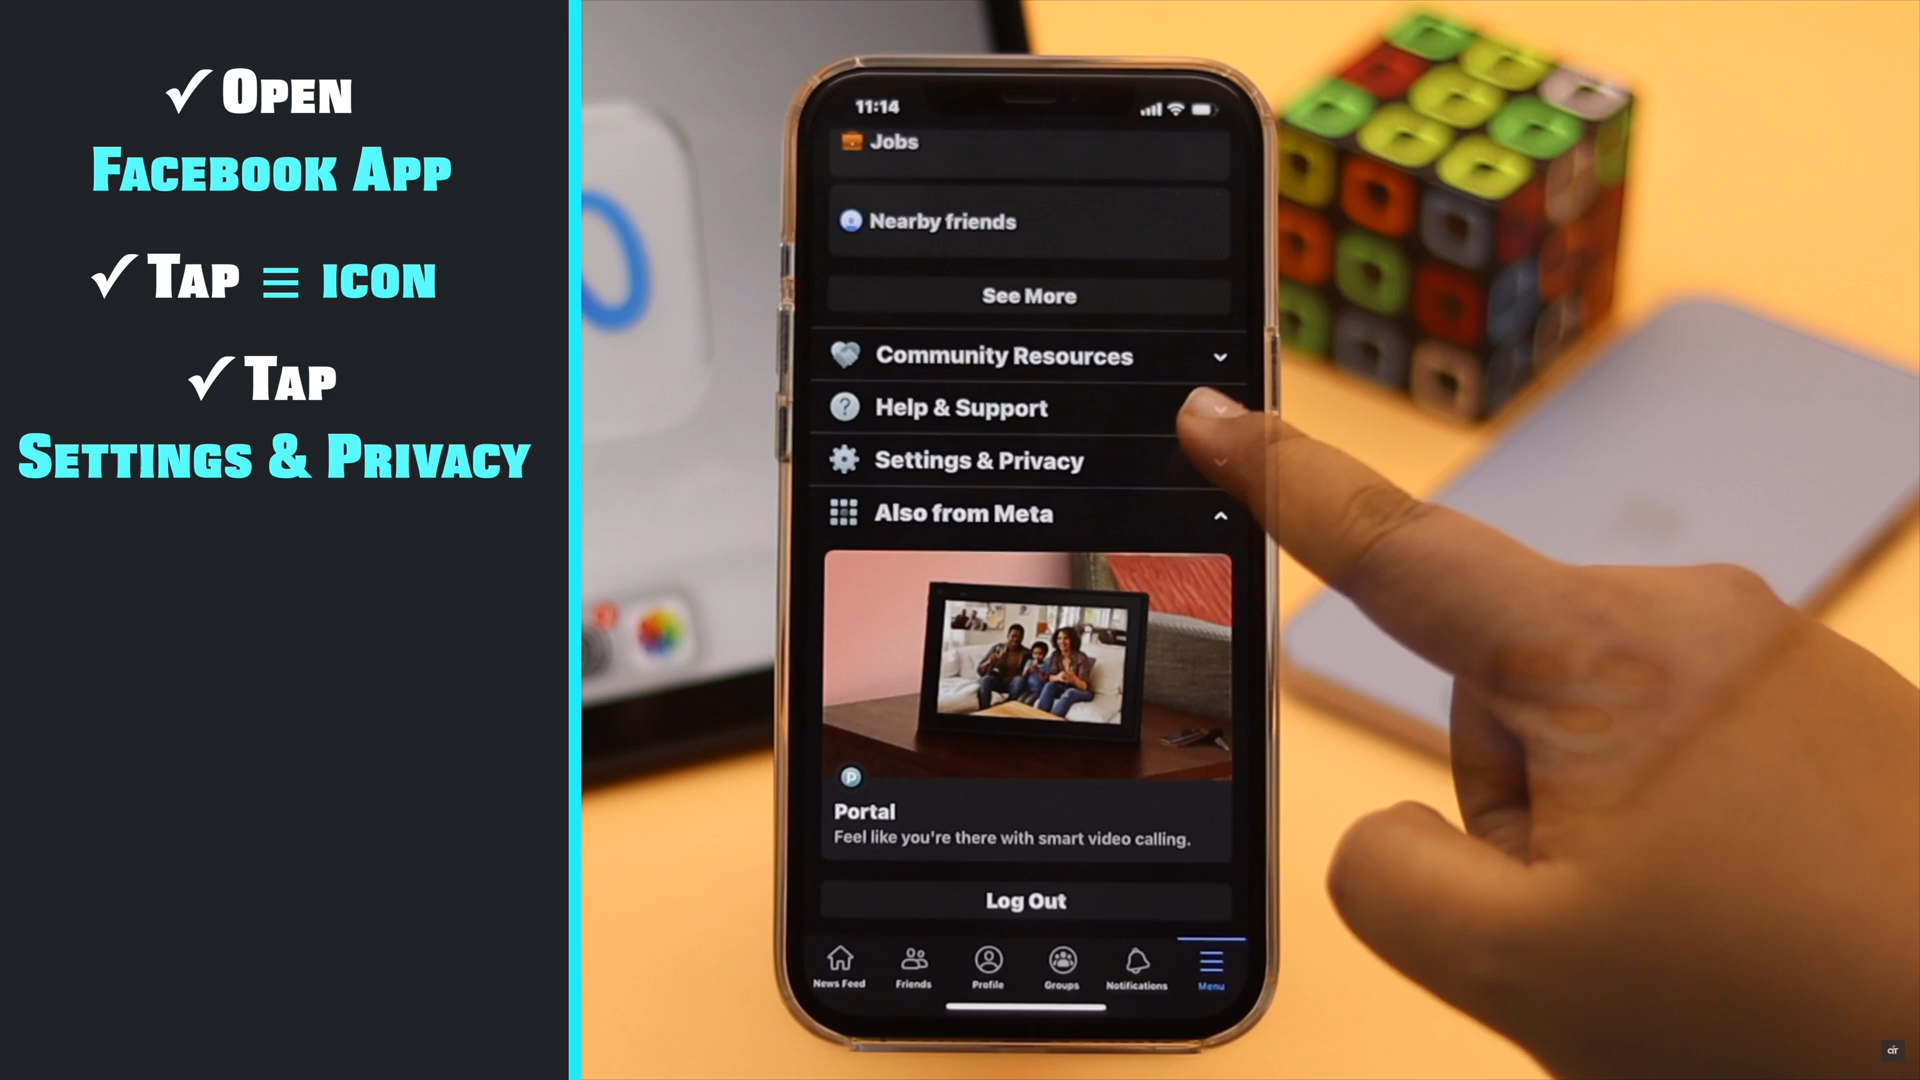 ✓ OPEN
FACEBOOK APP
✓ TAP ≡ ICON
✓ TAP
SETTINGS & PRIVACY
11:14
Jobs
Nearby friends
See More
Community Resources
Help & Support
Settings & Privacy
Also from Meta
Portal
Feel like you're there with smart video calling.
Log Out
News Feed Friends Profile Groups Notifications Menu